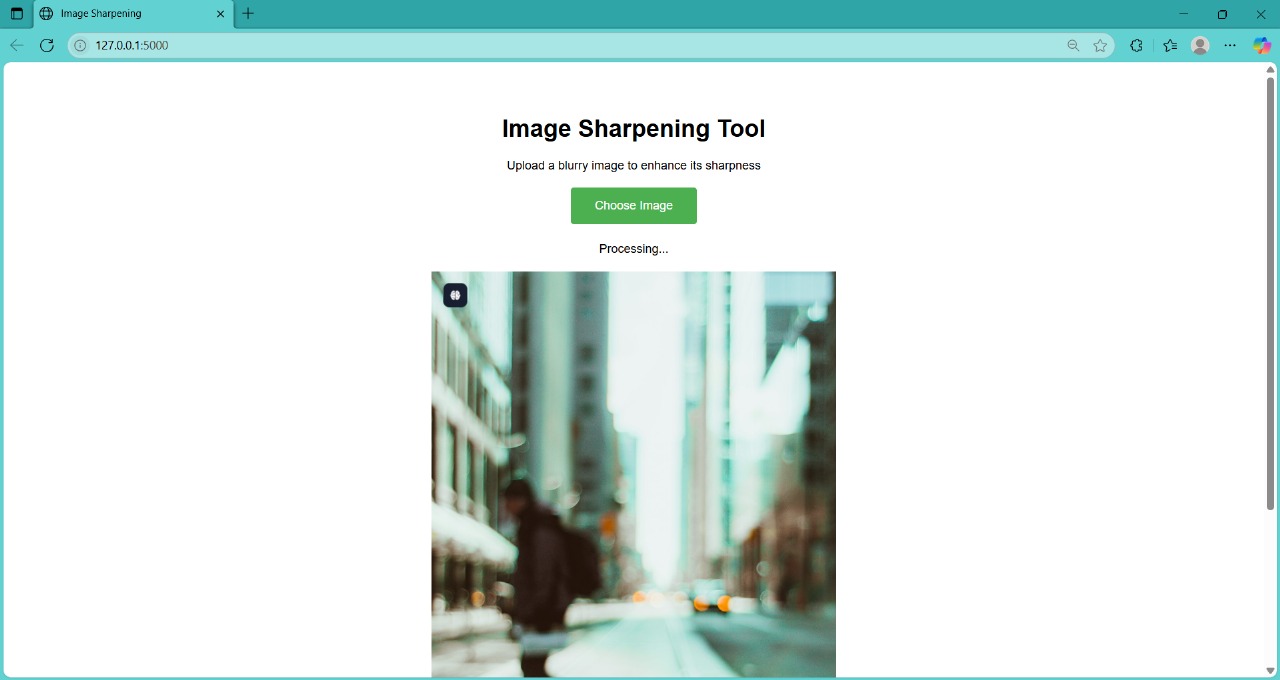 Image Sharpening
127.0.0.1:5000
Image Sharpening Tool
Upload a blurry image to enhance its sharpness
Choose Image
Processing...